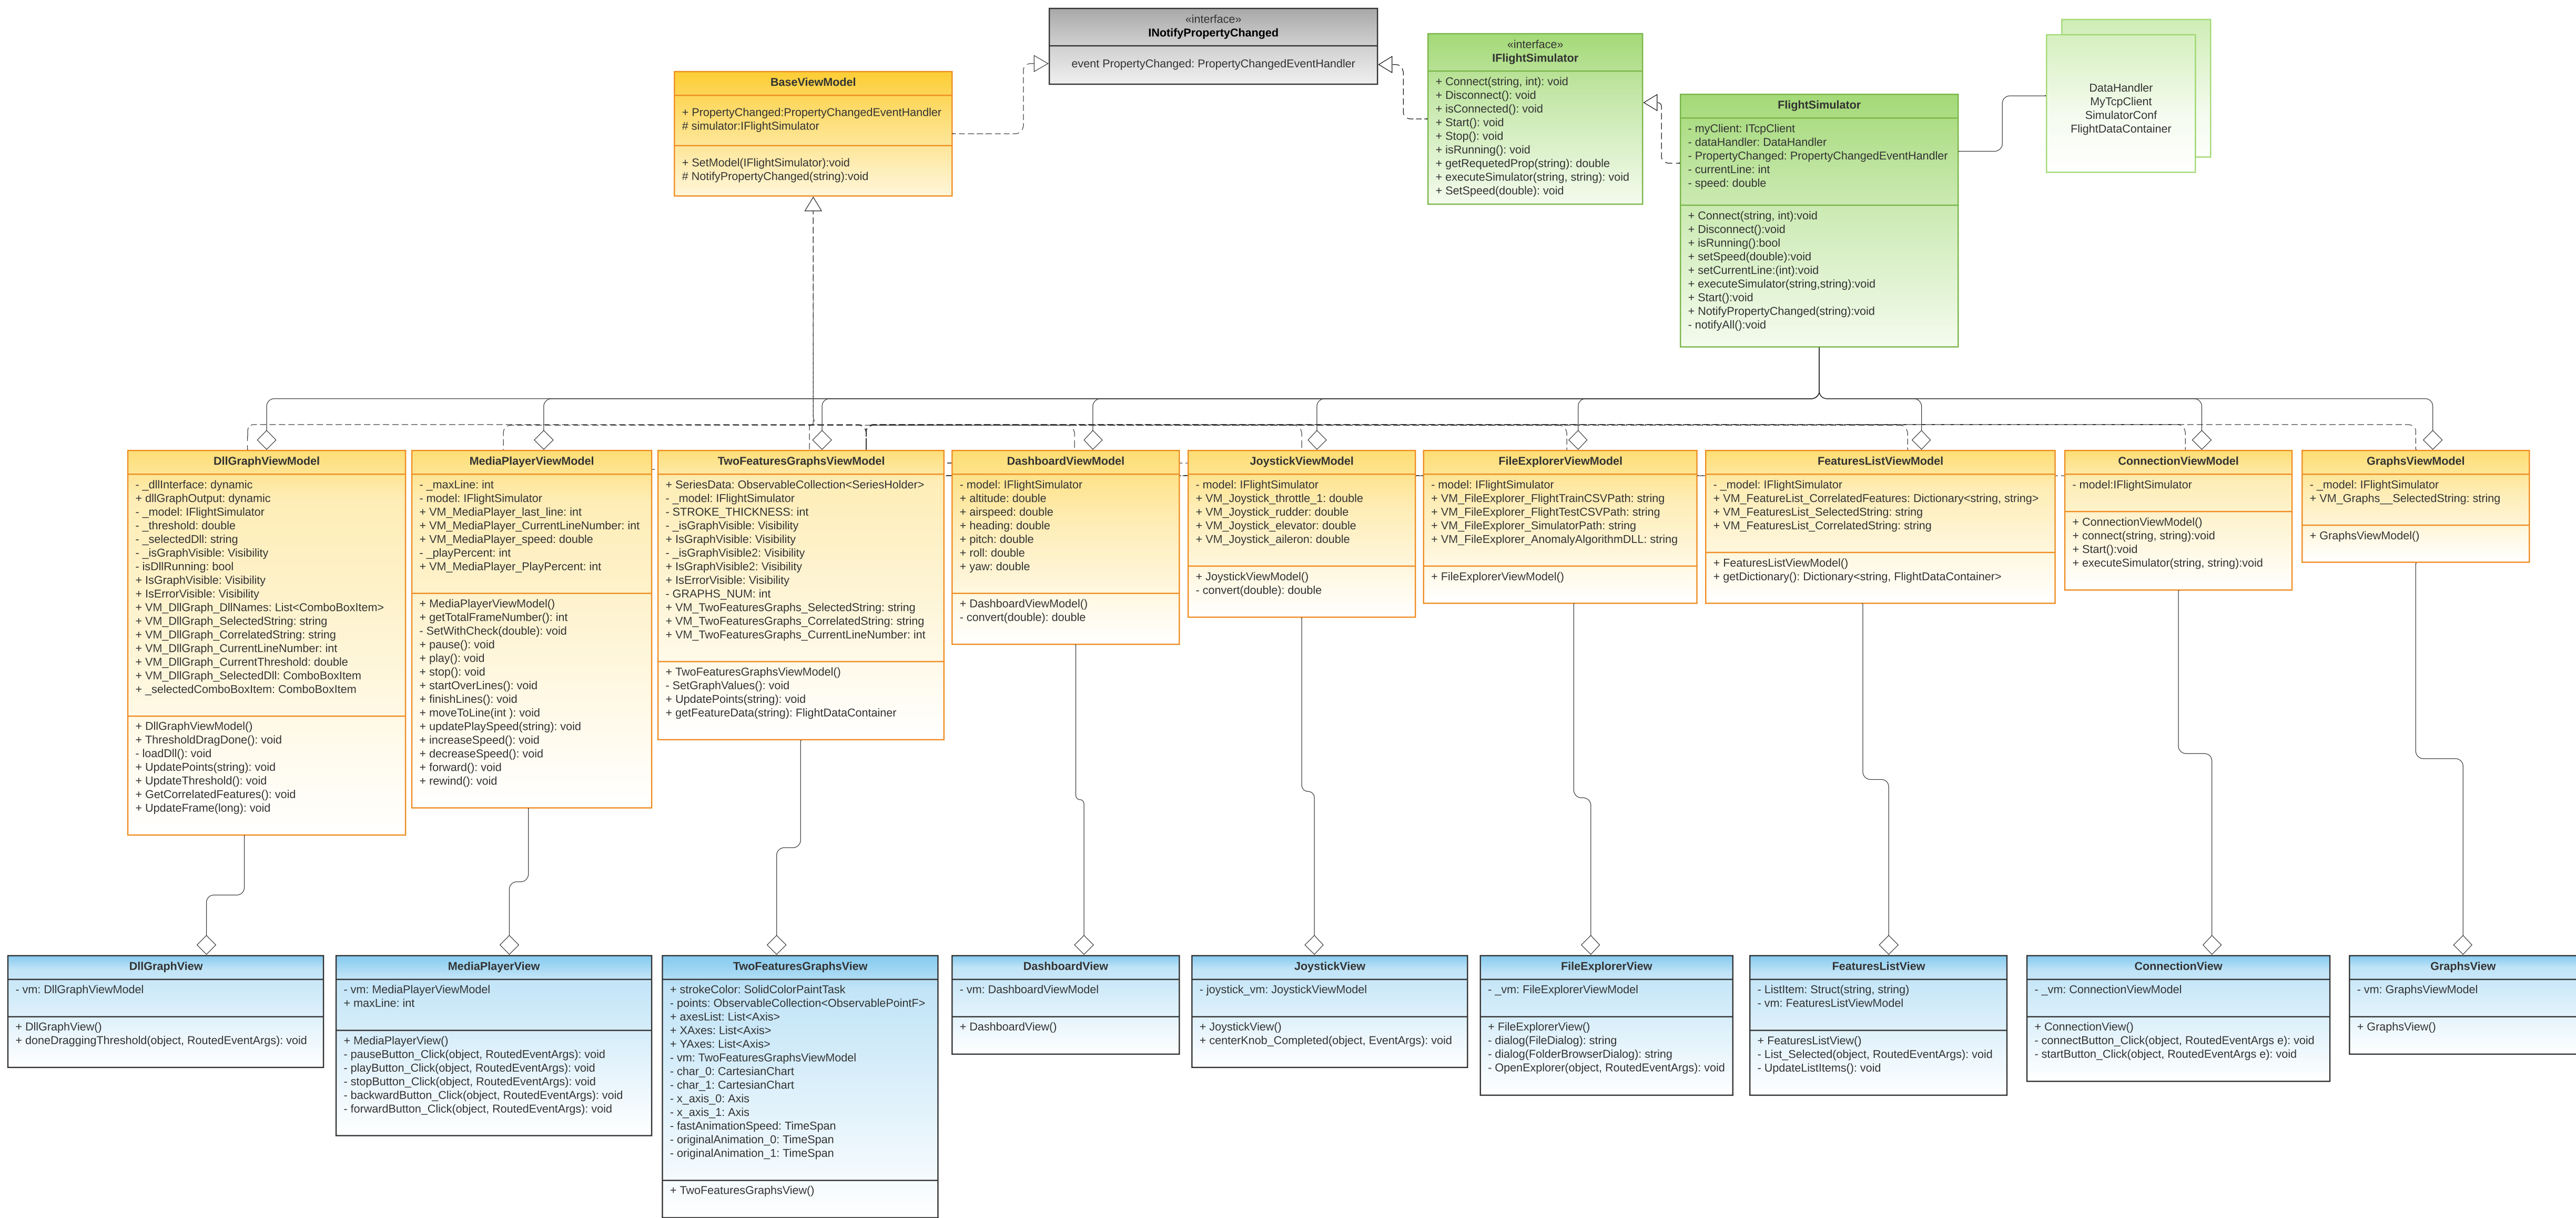 «interface»
INotifyPropertyChanged
event PropertyChanged: PropertyChangedEventHandler
«interface»
IFlightSimulator
+ Connect(string, int): void
+ Disconnect(): void
+ isConnected(): void
+ Start(): void
+ Stop(): void
+ isRunning(): void
+ getRequetedProp(string): double
+ executeSimulator(string, string): void
+ SetSpeed(double): void
DataHandler
MyTcpClient
SimulatorConf
FlightDataContainer
BaseViewModel
+ PropertyChanged:PropertyChangedEventHandler
# simulator:IFlightSimulator
+ SetModel(IFlightSimulator):void
# NotifyPropertyChanged(string):void
FlightSimulator
- myClient: ITcpClient
- dataHandler: DataHandler
- PropertyChanged: PropertyChangedEventHandler
- currentLine: int
- speed: double
+ Connect(string, int):void
+ Disconnect():void
+ isRunning():bool
+ setSpeed(double):void
+ setCurrentLine:(int):void
+ executeSimulator(string,string):void
+ Start():void
+ NotifyPropertyChanged(string):void
- notifyAll():void
DllGraphViewModel
- _dllInterface: dynamic
+ dllGraphOutput: dynamic
- _model: IFlightSimulator
- _threshold: double
- _selectedDll: string
- _isGraphVisible: Visibility
- isDllRunning: bool
+ IsGraphVisible: Visibility
+ IsErrorVisible: Visibility
+ VM_DllGraph_DllNames: List<ComboBoxItem>
+ VM_DllGraph_SelectedString: string
+ VM_DllGraph_CorrelatedString: string
+ VM_DllGraph_CurrentLineNumber: int
+ VM_DllGraph_CurrentThreshold: double
+ VM_DllGraph_SelectedDll: ComboBoxItem
+ _selectedComboBoxItem: ComboBoxItem
+ DllGraphViewModel()
+ ThresholdDragDone(): void
- loadDll(): void
+ UpdatePoints(string): void
+ UpdateThreshold(): void
+ GetCorrelatedFeatures(): void
+ UpdateFrame(long): void
MediaPlayerViewModel
- _maxLine: int
- model: IFlightSimulator
+ VM_MediaPlayer_last_line: int
+ VM_MediaPlayer_CurrentLineNumber: int
+ VM_MediaPlayer_speed: double
- _playPercent: int
+ VM_MediaPlayer_PlayPercent: int
+ MediaPlayerViewModel()
+ getTotalFrameNumber(): int
- SetWithCheck(double): void
+ pause(): void
+ play(): void
+ stop(): void
+ startOverLines(): void
+ finishLines(): void
+ moveToLine(int ): void
+ updatePlaySpeed(string): void
+ increaseSpeed(): void
+ decreaseSpeed(): void
+ forward(): void
+ rewind(): void
TwoFeaturesGraphsViewModel
+ SeriesData: ObservableCollection<SeriesHolder>
- _model: IFlightSimulator
- STROKE_THICKNESS: int
- _isGraphVisible: Visibility
+ IsGraphVisible: Visibility
- _isGraphVisible2: Visibility
+ IsGraphVisible2: Visibility
+ IsErrorVisible: Visibility
- GRAPHS_NUM: int
+ VM_TwoFeaturesGraphs_SelectedString: string
+ VM_TwoFeaturesGraphs_CorrelatedString: string
+ VM_TwoFeaturesGraphs_CurrentLineNumber: int
+ TwoFeaturesGraphsViewModel()
- SetGraphValues(): void
+ UpdatePoints(string): void
+ getFeatureData(string): FlightDataContainer
DashboardViewModel
- model: IFlightSimulator
+ altitude: double
+ airspeed: double
+ heading: double
+ pitch: double
+ roll: double
+ yaw: double
+ DashboardViewModel()
- convert(double): double
JoystickViewModel
- model: IFlightSimulator
+ VM_Joystick_throttle_1: double
+ VM_Joystick_rudder: double
+ VM_Joystick_elevator: double
+ VM_Joystick_aileron: double
+ JoystickViewModel()
- convert(double): double
FileExplorerViewModel
- model: IFlightSimulator
+ VM_FileExplorer_FlightTrainCSVPath: string
+ VM_FileExplorer_FlightTestCSVPath: string
+ VM_FileExplorer_SimulatorPath: string
+ VM_FileExplorer_AnomalyAlgorithmDLL: string
+ FileExplorerViewModel()
FeaturesListViewModel
- _model: IFlightSimulator
+ VM_FeatureList_CorrelatedFeatures: Dictionary<string, string>
+ VM_FeaturesList_SelectedString: string
+ VM_FeaturesList_CorrelatedString: string
+ FeaturesListViewModel()
+ getDictionary(): Dictionary<string, FlightDataContainer>
ConnectionViewModel
- model:IFlightSimulator
+ ConnectionViewModel()
+ connect(string, string):void
+ Start():void
+ executeSimulator(string, string):void
GraphsViewModel
- _model: IFlightSimulator
+ VM_Graphs__SelectedString: string
+ GraphsViewModel()
DllGraphView
- vm: DllGraphViewModel
+ DllGraphView()
+ doneDraggingThreshold(object, RoutedEventArgs): void
MediaPlayerView
- vm: MediaPlayerViewModel
+ maxLine: int
+ MediaPlayerView()
- pauseButton_Click(object, RoutedEventArgs): void
- playButton_Click(object, RoutedEventArgs): void
- stopButton_Click(object, RoutedEventArgs): void
- backwardButton_Click(object, RoutedEventArgs): void
- forwardButton_Click(object, RoutedEventArgs): void
TwoFeaturesGraphsView
+ strokeColor: SolidColorPaintTask
- points: ObservableCollection<ObservablePointF>
+ axesList: List<Axis>
+ XAxes: List<Axis>
+ YAxes: List<Axis>
- vm: TwoFeaturesGraphsViewModel
- char_0: CartesianChart
- char_1: CartesianChart
- x_axis_0: Axis
- x_axis_1: Axis
- fastAnimationSpeed: TimeSpan
- originalAnimation_0: TimeSpan
- originalAnimation_1: TimeSpan
+ TwoFeaturesGraphsView()
DashboardView
- vm: DashboardViewModel
+ DashboardView()
JoystickView
- joystick_vm: JoystickViewModel
+ JoystickView()
+ centerKnob_Completed(object, EventArgs): void
FileExplorerView
- _vm: FileExplorerViewModel
+ FileExplorerView()
- dialog(FileDialog): string
- dialog(FolderBrowserDialog): string
- OpenExplorer(object, RoutedEventArgs): void
FeaturesListView
- ListItem: Struct(string, string)
- vm: FeaturesListViewModel
+ FeaturesListView()
- List_Selected(object, RoutedEventArgs): void
- UpdateListItems(): void
ConnectionView
- _vm: ConnectionViewModel
+ ConnectionView()
- connectButton_Click(object, RoutedEventArgs e): void
- startButton_Click(object, RoutedEventArgs e): void
GraphsView
- vm: GraphsViewModel
+ GraphsView()